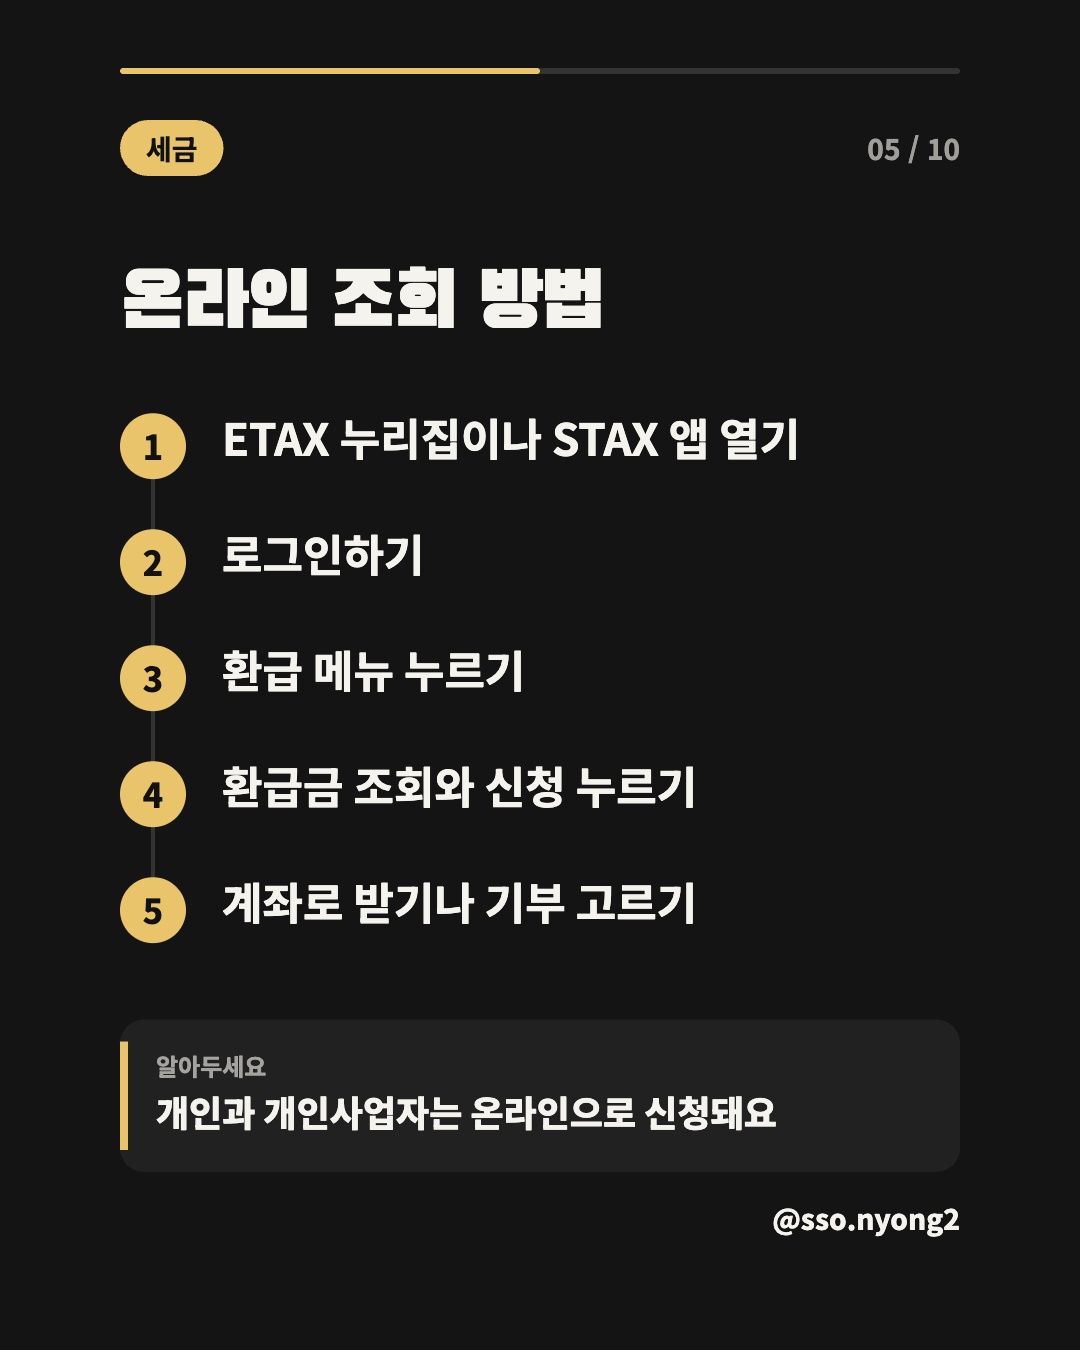 세금
05 / 10
온라인 조회 방법
1 ETAX 누리집이나 STAX 앱 열기
2 로그인하기
3 환급 메뉴 누르기
4 환급금 조회와 신청 누르기
5 계좌로 받기나 기부 고르기
알아두세요
개인과 개인사업자는 온라인으로 신청돼요
@sso.nyong2